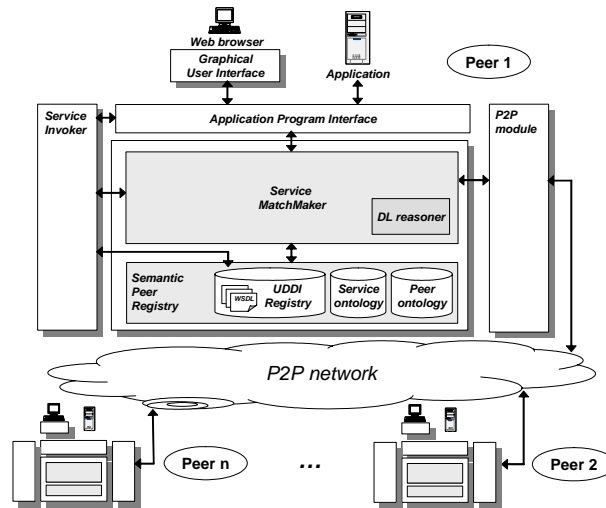 Web browser
Graphical
User Interface
Application
Peer 1
Service
Invoker
Application Program Interface
P2P
module
Service
MatchMaker
DL reasoner
Semantic
Peer
Registry
WSDL
UDDI
Registry
Service
ontology
Peer
ontology
P2P network
Peer n
...
Peer 2